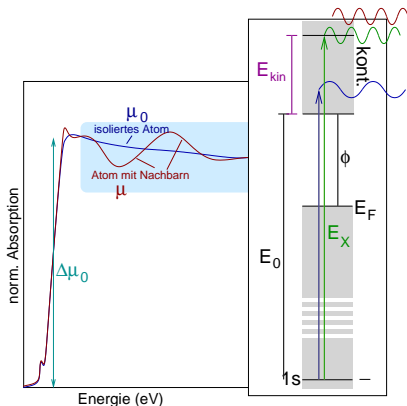 μ0
isoliertes Atom
Atom mit Nachbarn
μ
Δμ0
norm. Absorption
Energie (eV)
Ekin
kont.
ϕ
EF
E0
EX
1s